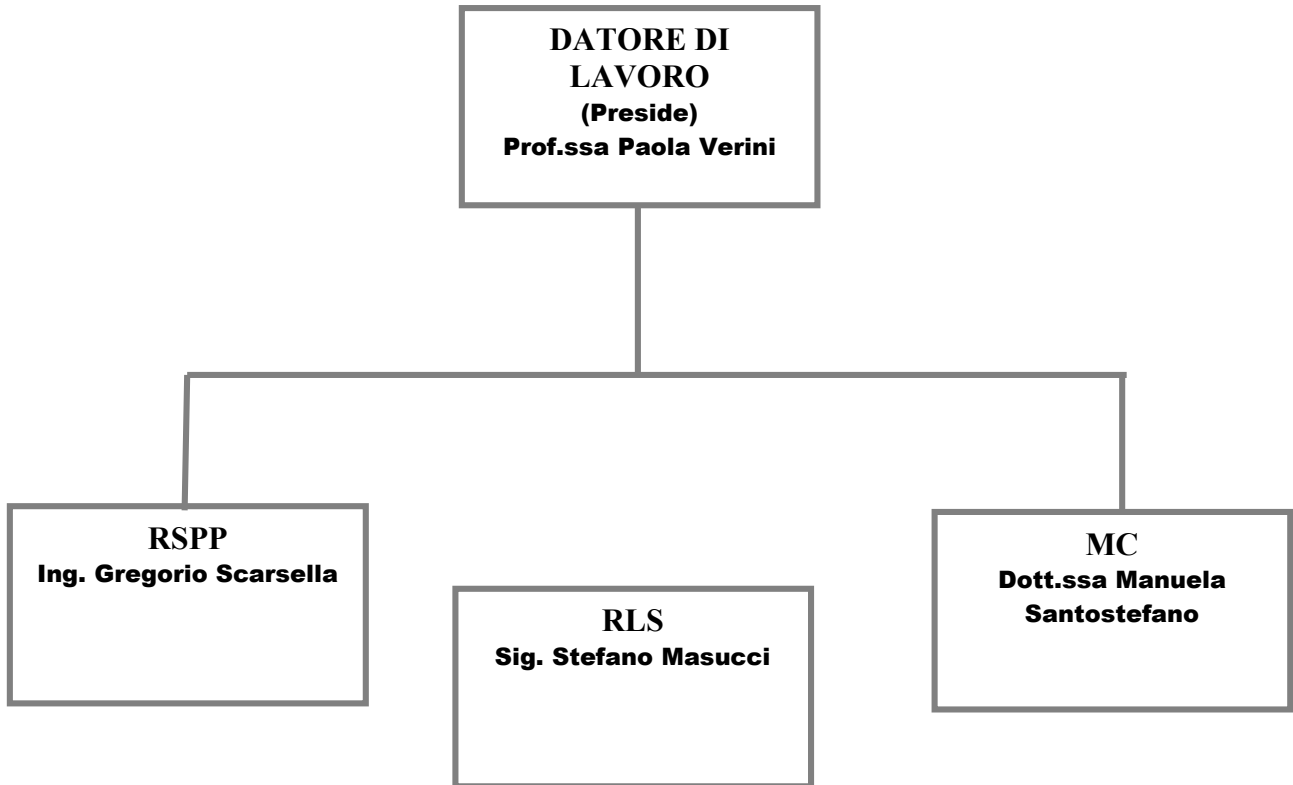 DATORE DI
LAVORO
(Preside)
Prof.ssa Paola Verini
RSPP
Ing. Gregorio Scarsella
RLS
Sig. Stefano Masucci
MC
Dott.ssa Manuela
Santostefano